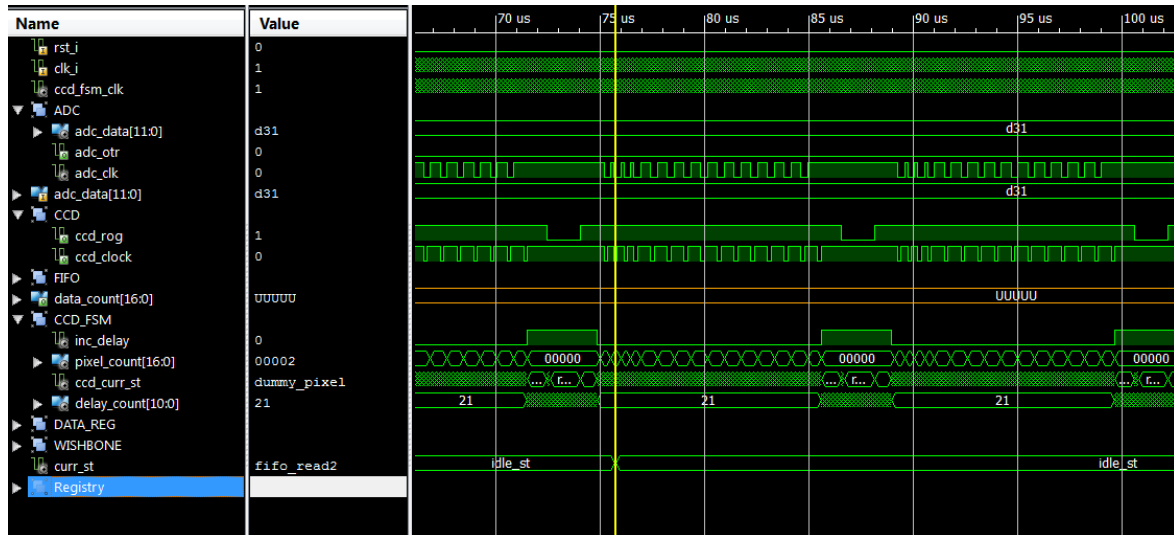 Name Value |70 us |75 us |80 us |85 us |90 us |95 us |100 us
rst_i 0
clk_i 1
ccd_fsm_clk 1
ADC
adc_data[11:0] d31 d31
adc_otr 0
adc_clk 0
adc_data[11:0] d31 d31
CCD
ccd_rog 1
ccd_clock 0
FIFO
data_count[16:0] UUUUU UUUUU
CCD_FSM
inc_delay 0
pixel_count[16:0] 00002 00000 00000 00000
ccd_curr_st dummy_pixel ... r... ... r... ... r...
delay_count[10:0] 21 21 21 21
DATA_REG
WISHBONE
curr_st fifo_read2 idle_st idle_st
Registry